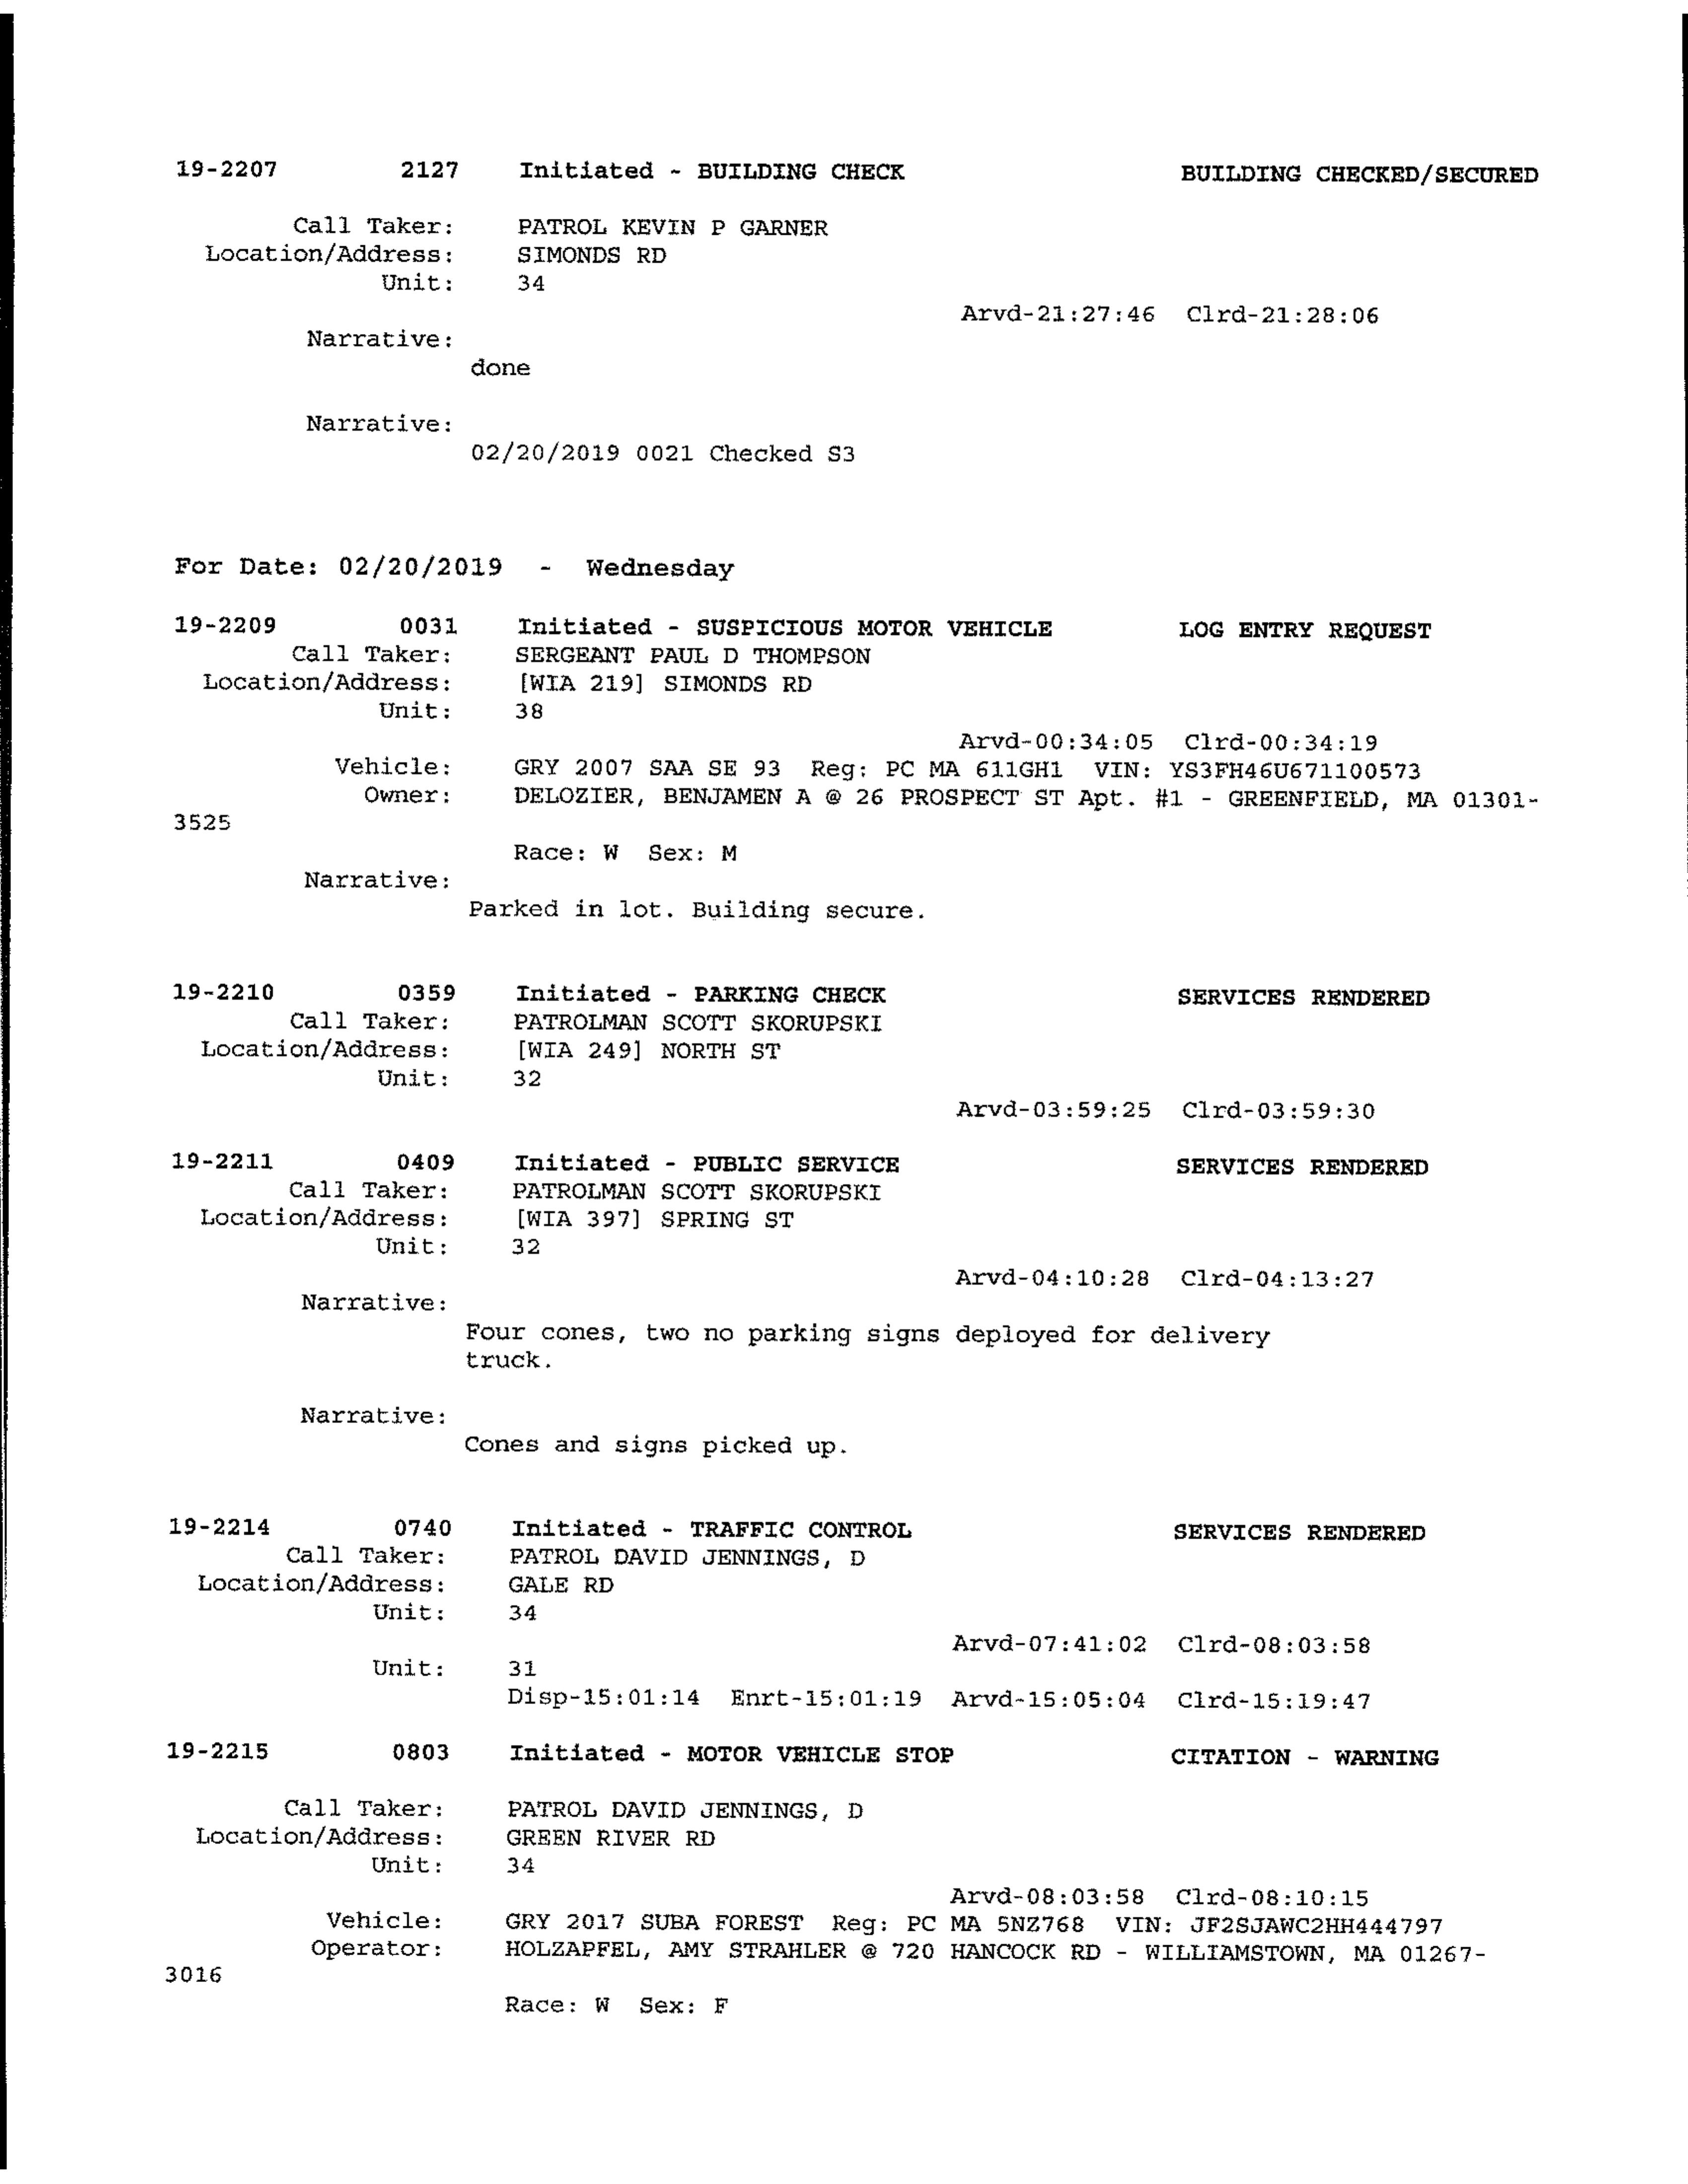 19-2207 2127 Initiated - BUILDING CHECK BUILDING CHECKED/SECURED
Call Taker: PATROL KEVIN P GARNER
Location/Address: SIMONDS RD
Unit: 34
Arvd-21:27:46 Clrd-21:28:06
Narrative:
done
Narrative:
02/20/2019 0021 Checked S3
For Date: 02/20/2019 - Wednesday
19-2209 0031 Initiated - SUSPICIOUS MOTOR VEHICLE LOG ENTRY REQUEST
Call Taker: SERGEANT PAUL D THOMPSON
Location/Address: [WIA 219] SIMONDS RD
Unit: 38
Arvd-00:34:05 Clrd-00:34:19
Vehicle: GRY 2007 SAA SE 93 Reg: PC MA 611GH1 VIN: YS3FH46U671100573
Owner: DELOZIER, BENJAMEN A @ 26 PROSPECT ST Apt. #1 - GREENFIELD, MA 01301-
3525
Race: W Sex: M
Narrative:
Parked in lot. Building secure.
19-2210 0359 Initiated - PARKING CHECK SERVICES RENDERED
Call Taker: PATROLMAN SCOTT SKORUPSKI
Location/Address: [WIA 249] NORTH ST
Unit: 32
Arvd-03:59:25 Clrd-03:59:30
19-2211 0409 Initiated - PUBLIC SERVICE SERVICES RENDERED
Call Taker: PATROLMAN SCOTT SKORUPSKI
Location/Address: [WIA 397] SPRING ST
Unit: 32
Arvd-04:10:28 Clrd-04:13:27
Narrative:
Four cones, two no parking signs deployed for delivery
truck.
Narrative:
Cones and signs picked up.
19-2214 0740 Initiated - TRAFFIC CONTROL SERVICES RENDERED
Call Taker: PATROL DAVID JENNINGS, D
Location/Address: GALE RD
Unit: 34
Arvd-07:41:02 Clrd-08:03:58
Unit: 31
Disp-15:01:14 Enrt-15:01:19 Arvd-15:05:04 Clrd-15:19:47
19-2215 0803 Initiated - MOTOR VEHICLE STOP CITATION - WARNING
Call Taker: PATROL DAVID JENNINGS, D
Location/Address: GREEN RIVER RD
Unit: 34
Arvd-08:03:58 Clrd-08:10:15
Vehicle: GRY 2017 SUBA FOREST Reg: PC MA 5NZ768 VIN: JF2SJAWC2HH444797
Operator: HOLZAPFEL, AMY STRAHLER @ 720 HANCOCK RD - WILLIAMSTOWN, MA 01267-
3016
Race: W Sex: F